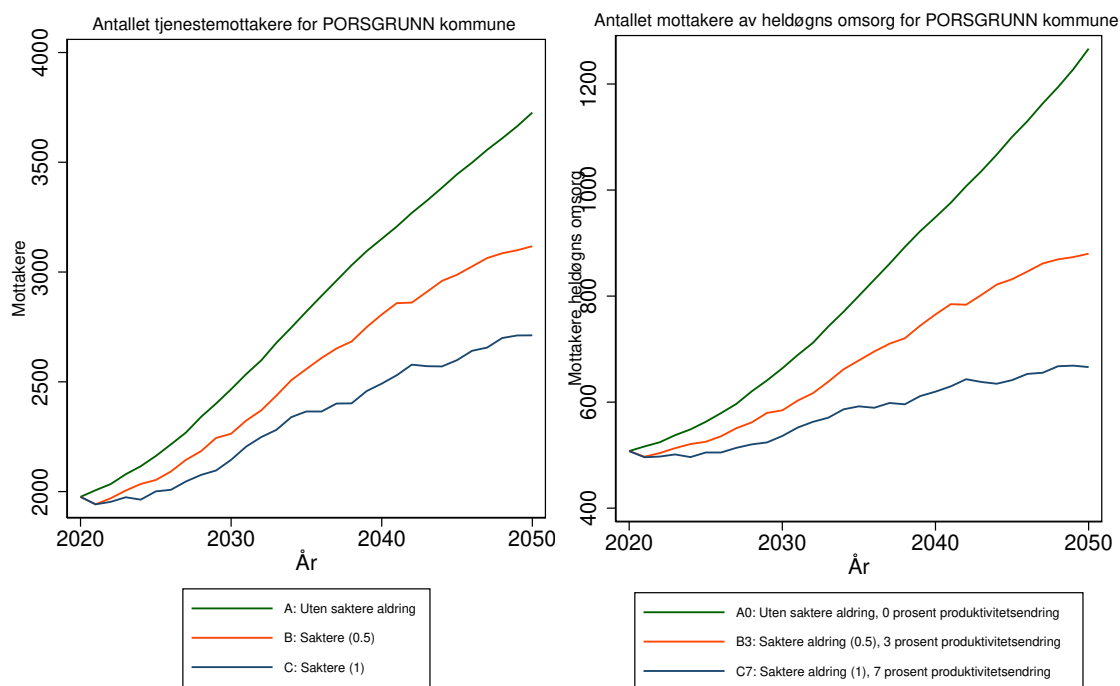 Antallet tjenestemottakere for PORSGRUNN kommune
4000
3500
3000
2500
2000
Mottakere
2020
2030
2040
2050
År
A: Uten saktere aldring
B: Saktere (0.5)
C: Saktere (1)
Antallet mottakere av heldøgns omsorg for PORSGRUNN kommune
1200
1000
800
600
400
Mottakere heldøgns omsorg
2020
2030
2040
2050
År
A0: Uten saktere aldring, 0 prosent produktivitetsendring
B3: Saktere aldring (0.5), 3 prosent produktivitetsendring
C7: Saktere aldring (1), 7 prosent produktivitetsendring